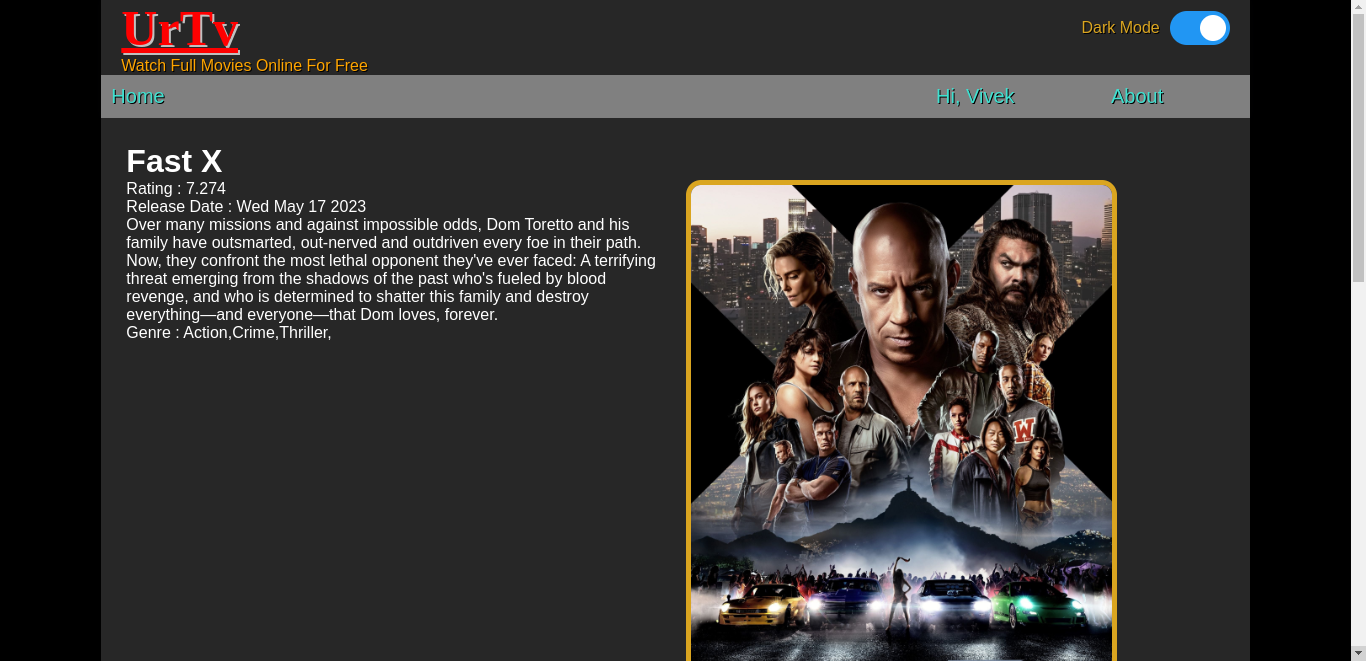 UrTv
Dark Mode
Watch Full Movies Online For Free
Home
Hi, Vivek
About
Fast X
Rating : 7.274
Release Date : Wed May 17 2023
Over many missions and against impossible odds, Dom Toretto and his
family have outsmarted, out-nerved and outdriven every foe in their path.
Now, they confront the most lethal opponent they've ever faced: A terrifying
threat emerging from the shadows of the past who's fueled by blood
revenge, and who is determined to shatter this family and destroy
everything—and everyone—that Dom loves, forever.
Genre : Action,Crime,Thriller,
W